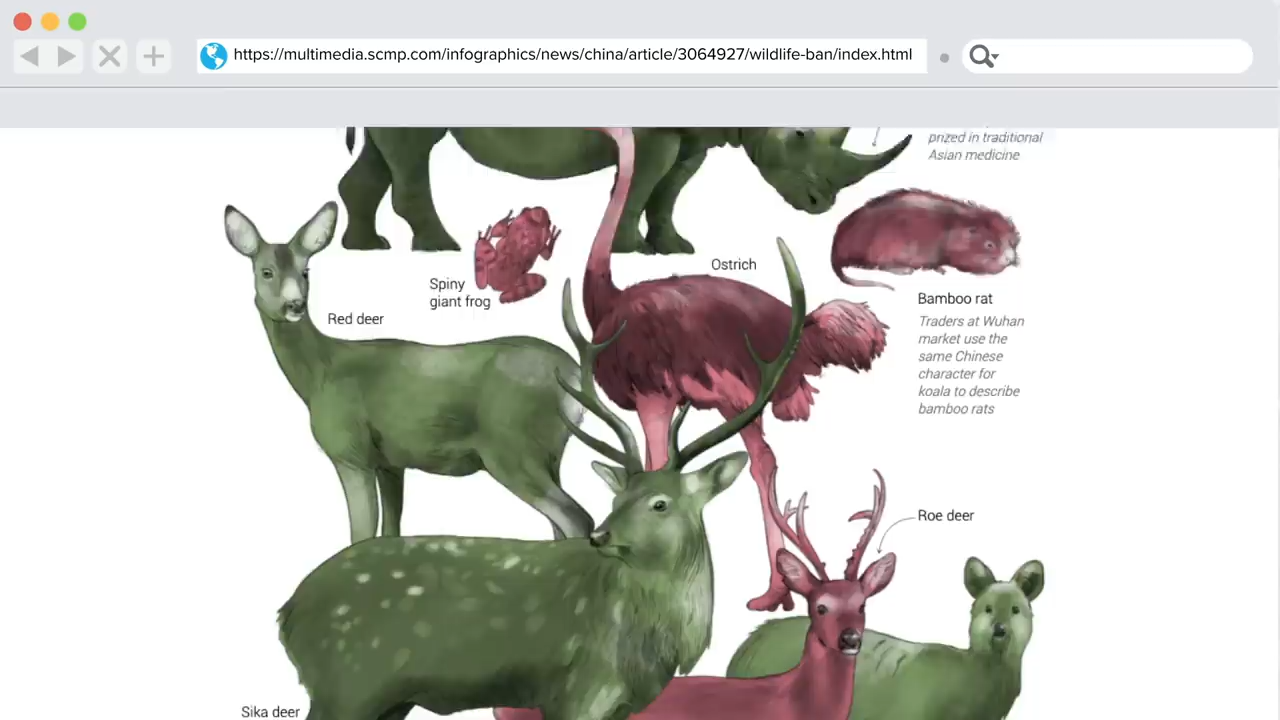 https://multimedia.scmp.com/infographics/news/china/article/3064927/wildlife-ban/index.html
prized in traditional
Asian medicine
Ostrich
Spiny
giant frog
Bamboo rat
Traders at Wuhan
market use the
same Chinese
character for
koala to describe
bamboo rats
Red deer
Roe deer
Sika deer